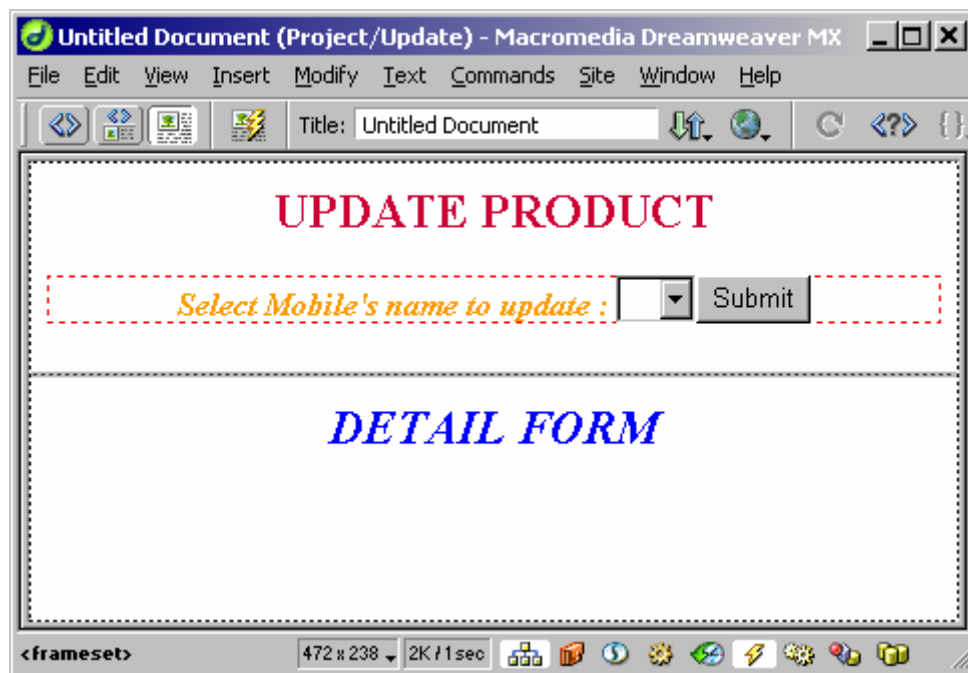 Untitled Document (Project/Update) - Macromedia Dreamweaver MX
File Edit View Insert Modify Text Commands Site Window Help
Title: Untitled Document
UPDATE PRODUCT
Select Mobile's name to update : Submit
DETAIL FORM
<frameset> 472 x 238 2K / 1 sec